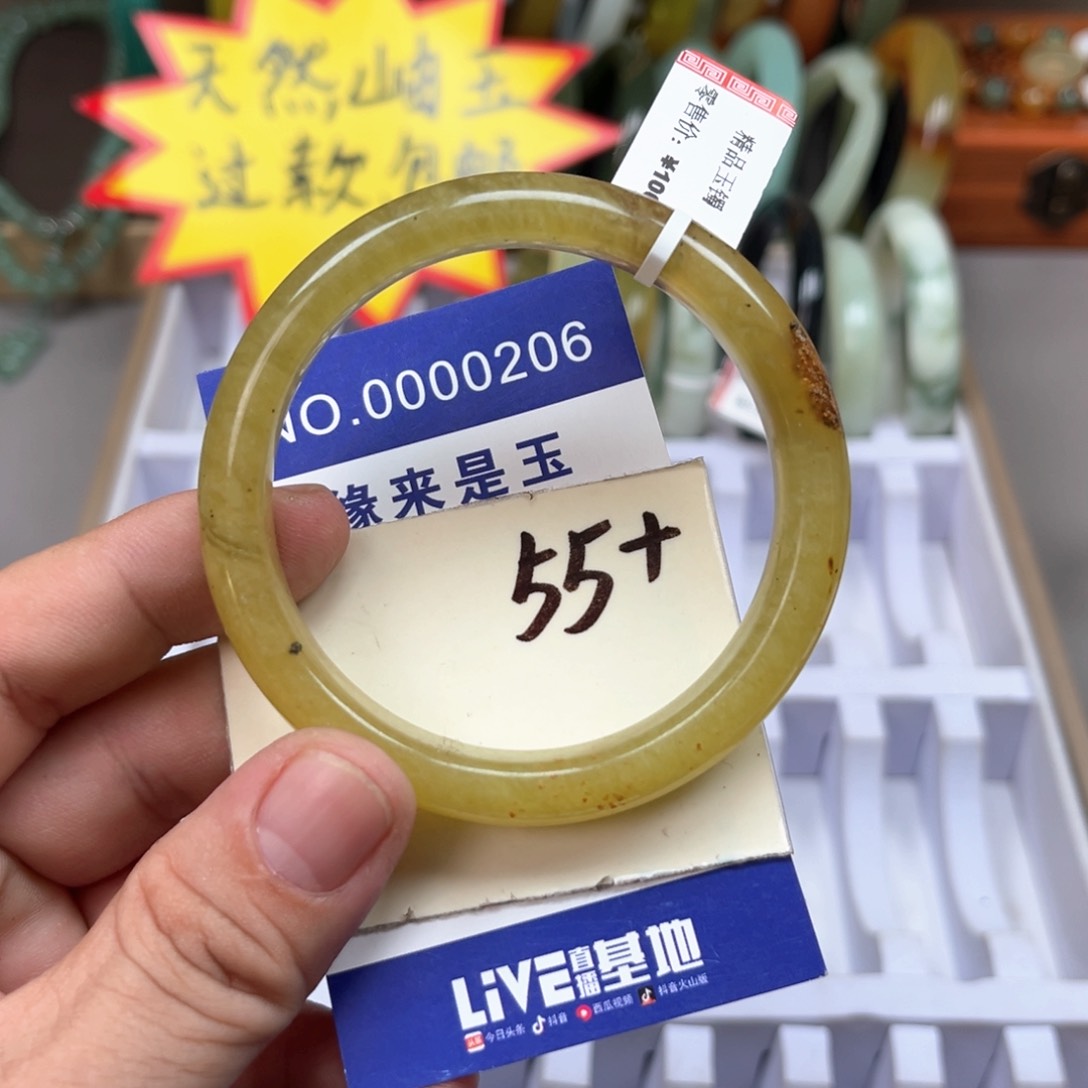 天然岫玉
过款包赔
精品玉镯
零售价：¥10
NO.0000206
缘来是玉
55+
LiVE直播基地
今日头条 抖音 西瓜视频 抖音火山版